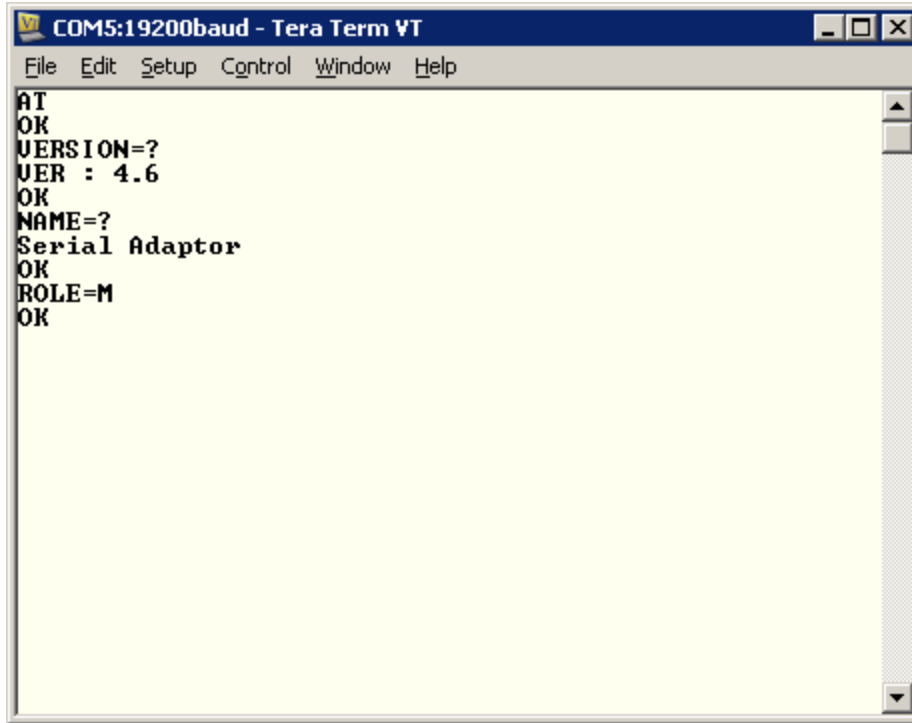 COM5:19200baud - Tera Term VT
File Edit Setup Control Window Help
AT
OK
VERSION=?
VER : 4.6
OK
NAME=?
Serial Adaptor
OK
ROLE=M
OK